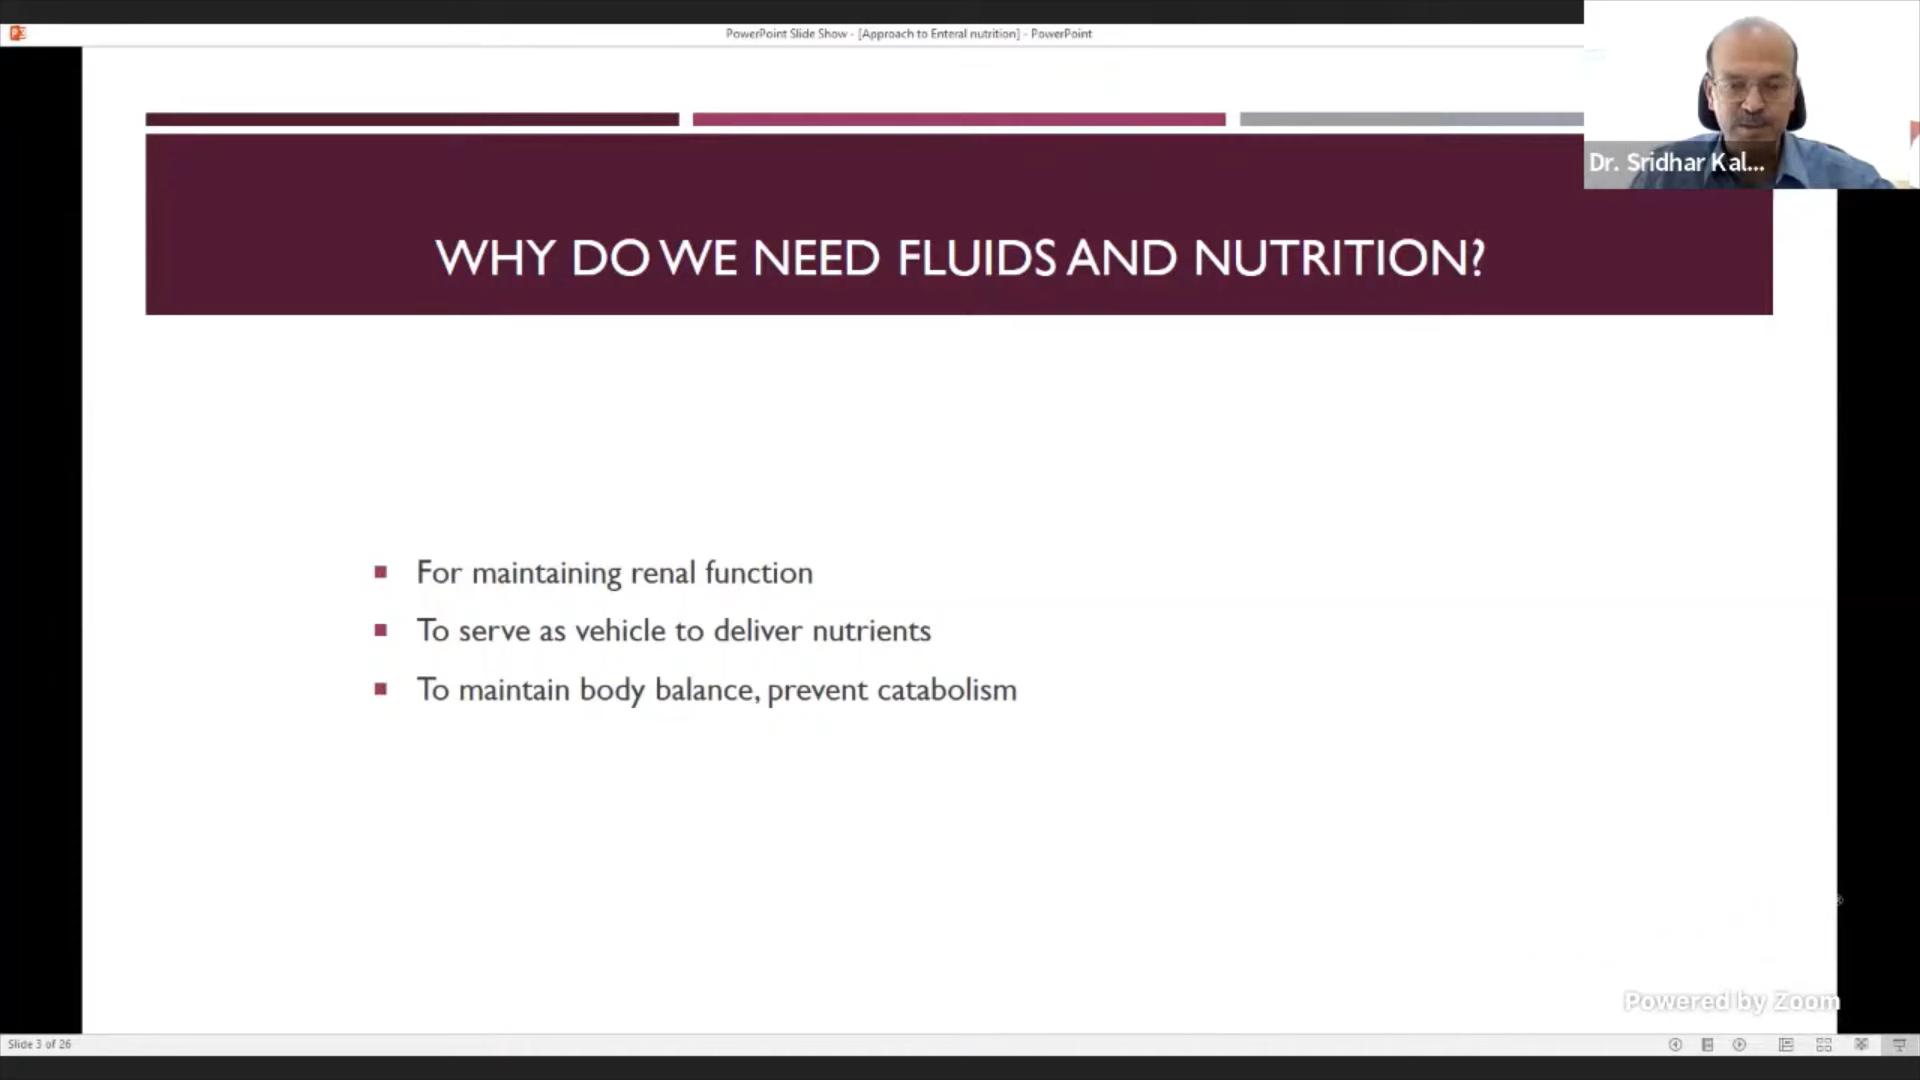 PowerPoint Slide Show - [Approach to Enteral nutrition] - PowerPoint
Dr. Sridhar Kal...
WHY DO WE NEED FLUIDS AND NUTRITION?
For maintaining renal function
To serve as vehicle to deliver nutrients
To maintain body balance, prevent catabolism
Powered by Zoom
Slide 3 of 26